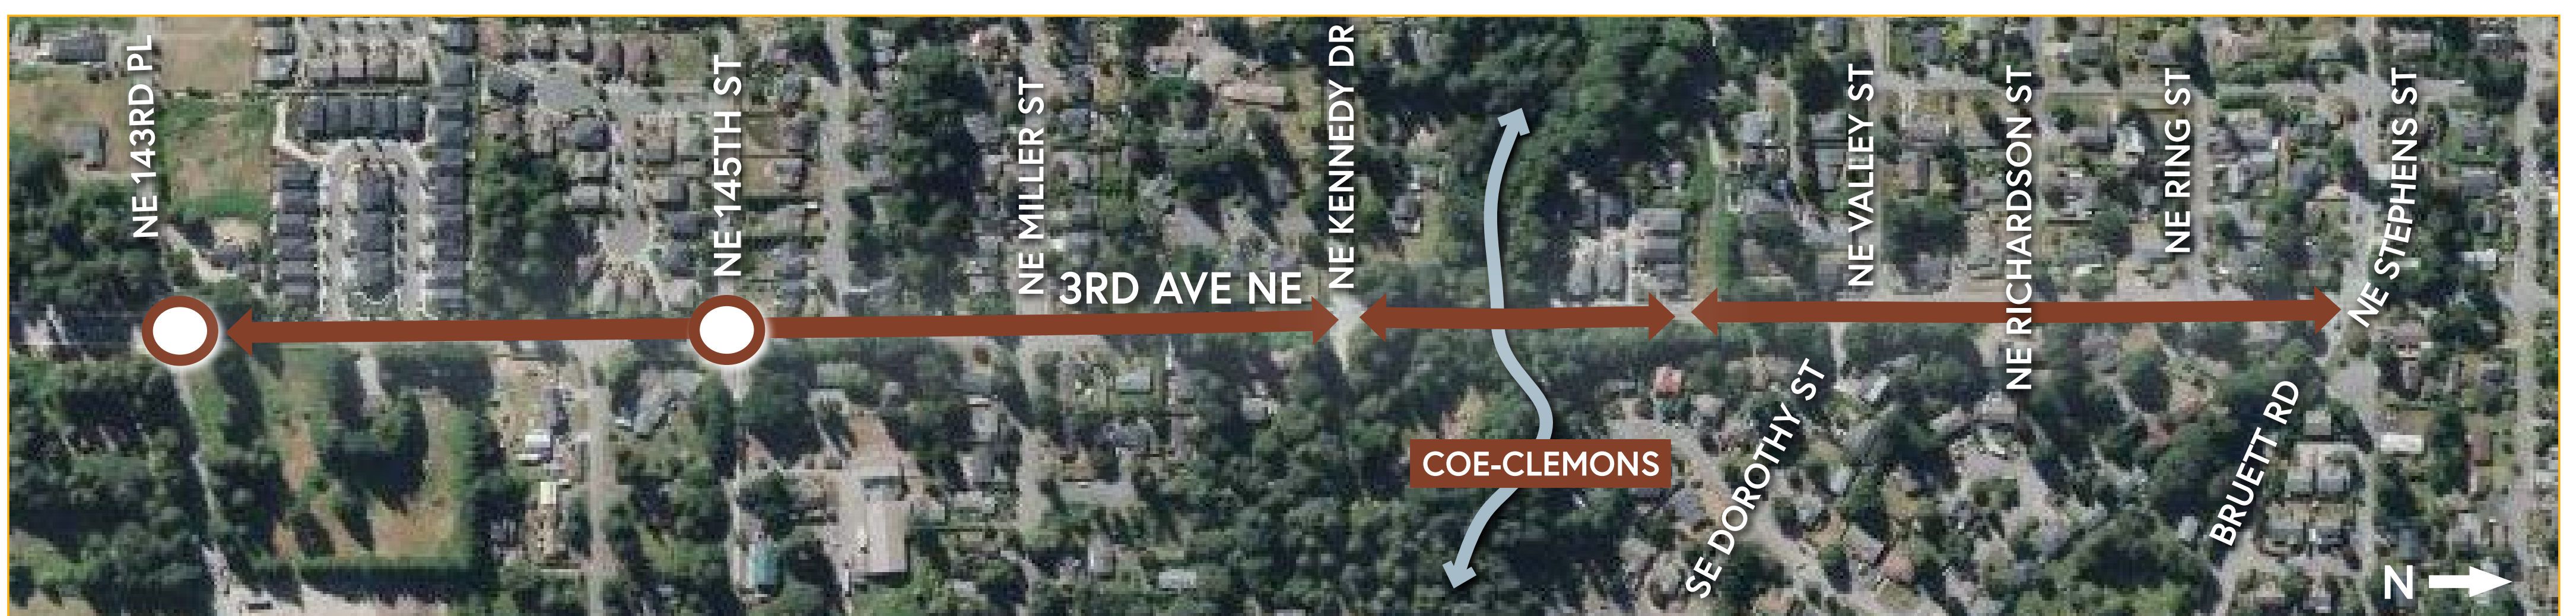 NE 143RD PL
NE 145TH ST
NE MILLER ST
3RD AVE NE
NE KENNEDY DR
COE-CLEMONS
NE VALLEY ST
SE DOROTHY ST
NE RICHARDSON ST
NE RING ST
BRUETT RD
NE STEPHENS ST
N